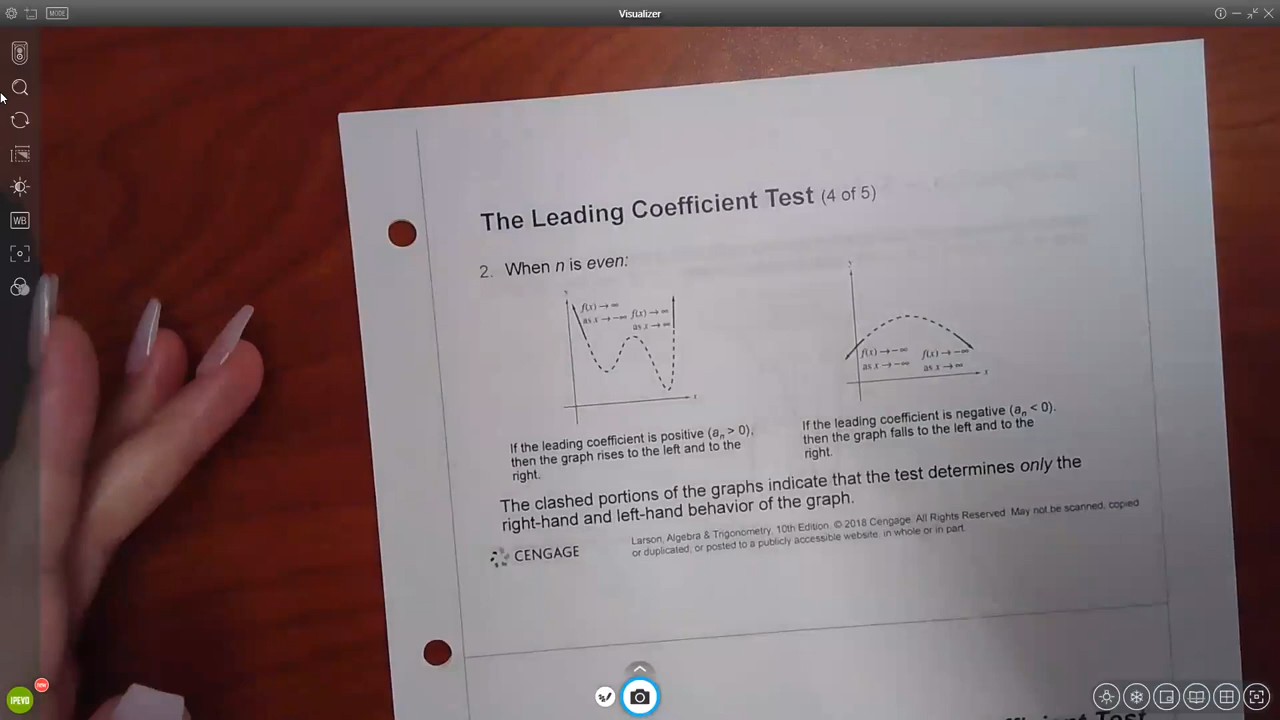 MODE
Visualizer
WB
The Leading Coefficient Test (4 of 5)
2. When n is even:
y
f(x) → ∞
as x → −∞
f(x) → ∞
as x → ∞
x
y
f(x) → −∞
as x → −∞
f(x) → −∞
as x → ∞
x
If the leading coefficient is positive (aₙ > 0),
then the graph rises to the left and to the
right.
If the leading coefficient is negative (aₙ < 0).
then the graph falls to the left and to the
right.
The clashed portions of the graphs indicate that the test determines only the
right-hand and left-hand behavior of the graph.
CENGAGE
Larson, Algebra & Trigonometry, 10th Edition. © 2018 Cengage. All Rights Reserved. May not be scanned, copied
or duplicated, or posted to a publicly accessible website, in whole or in part.
new
IPEVO